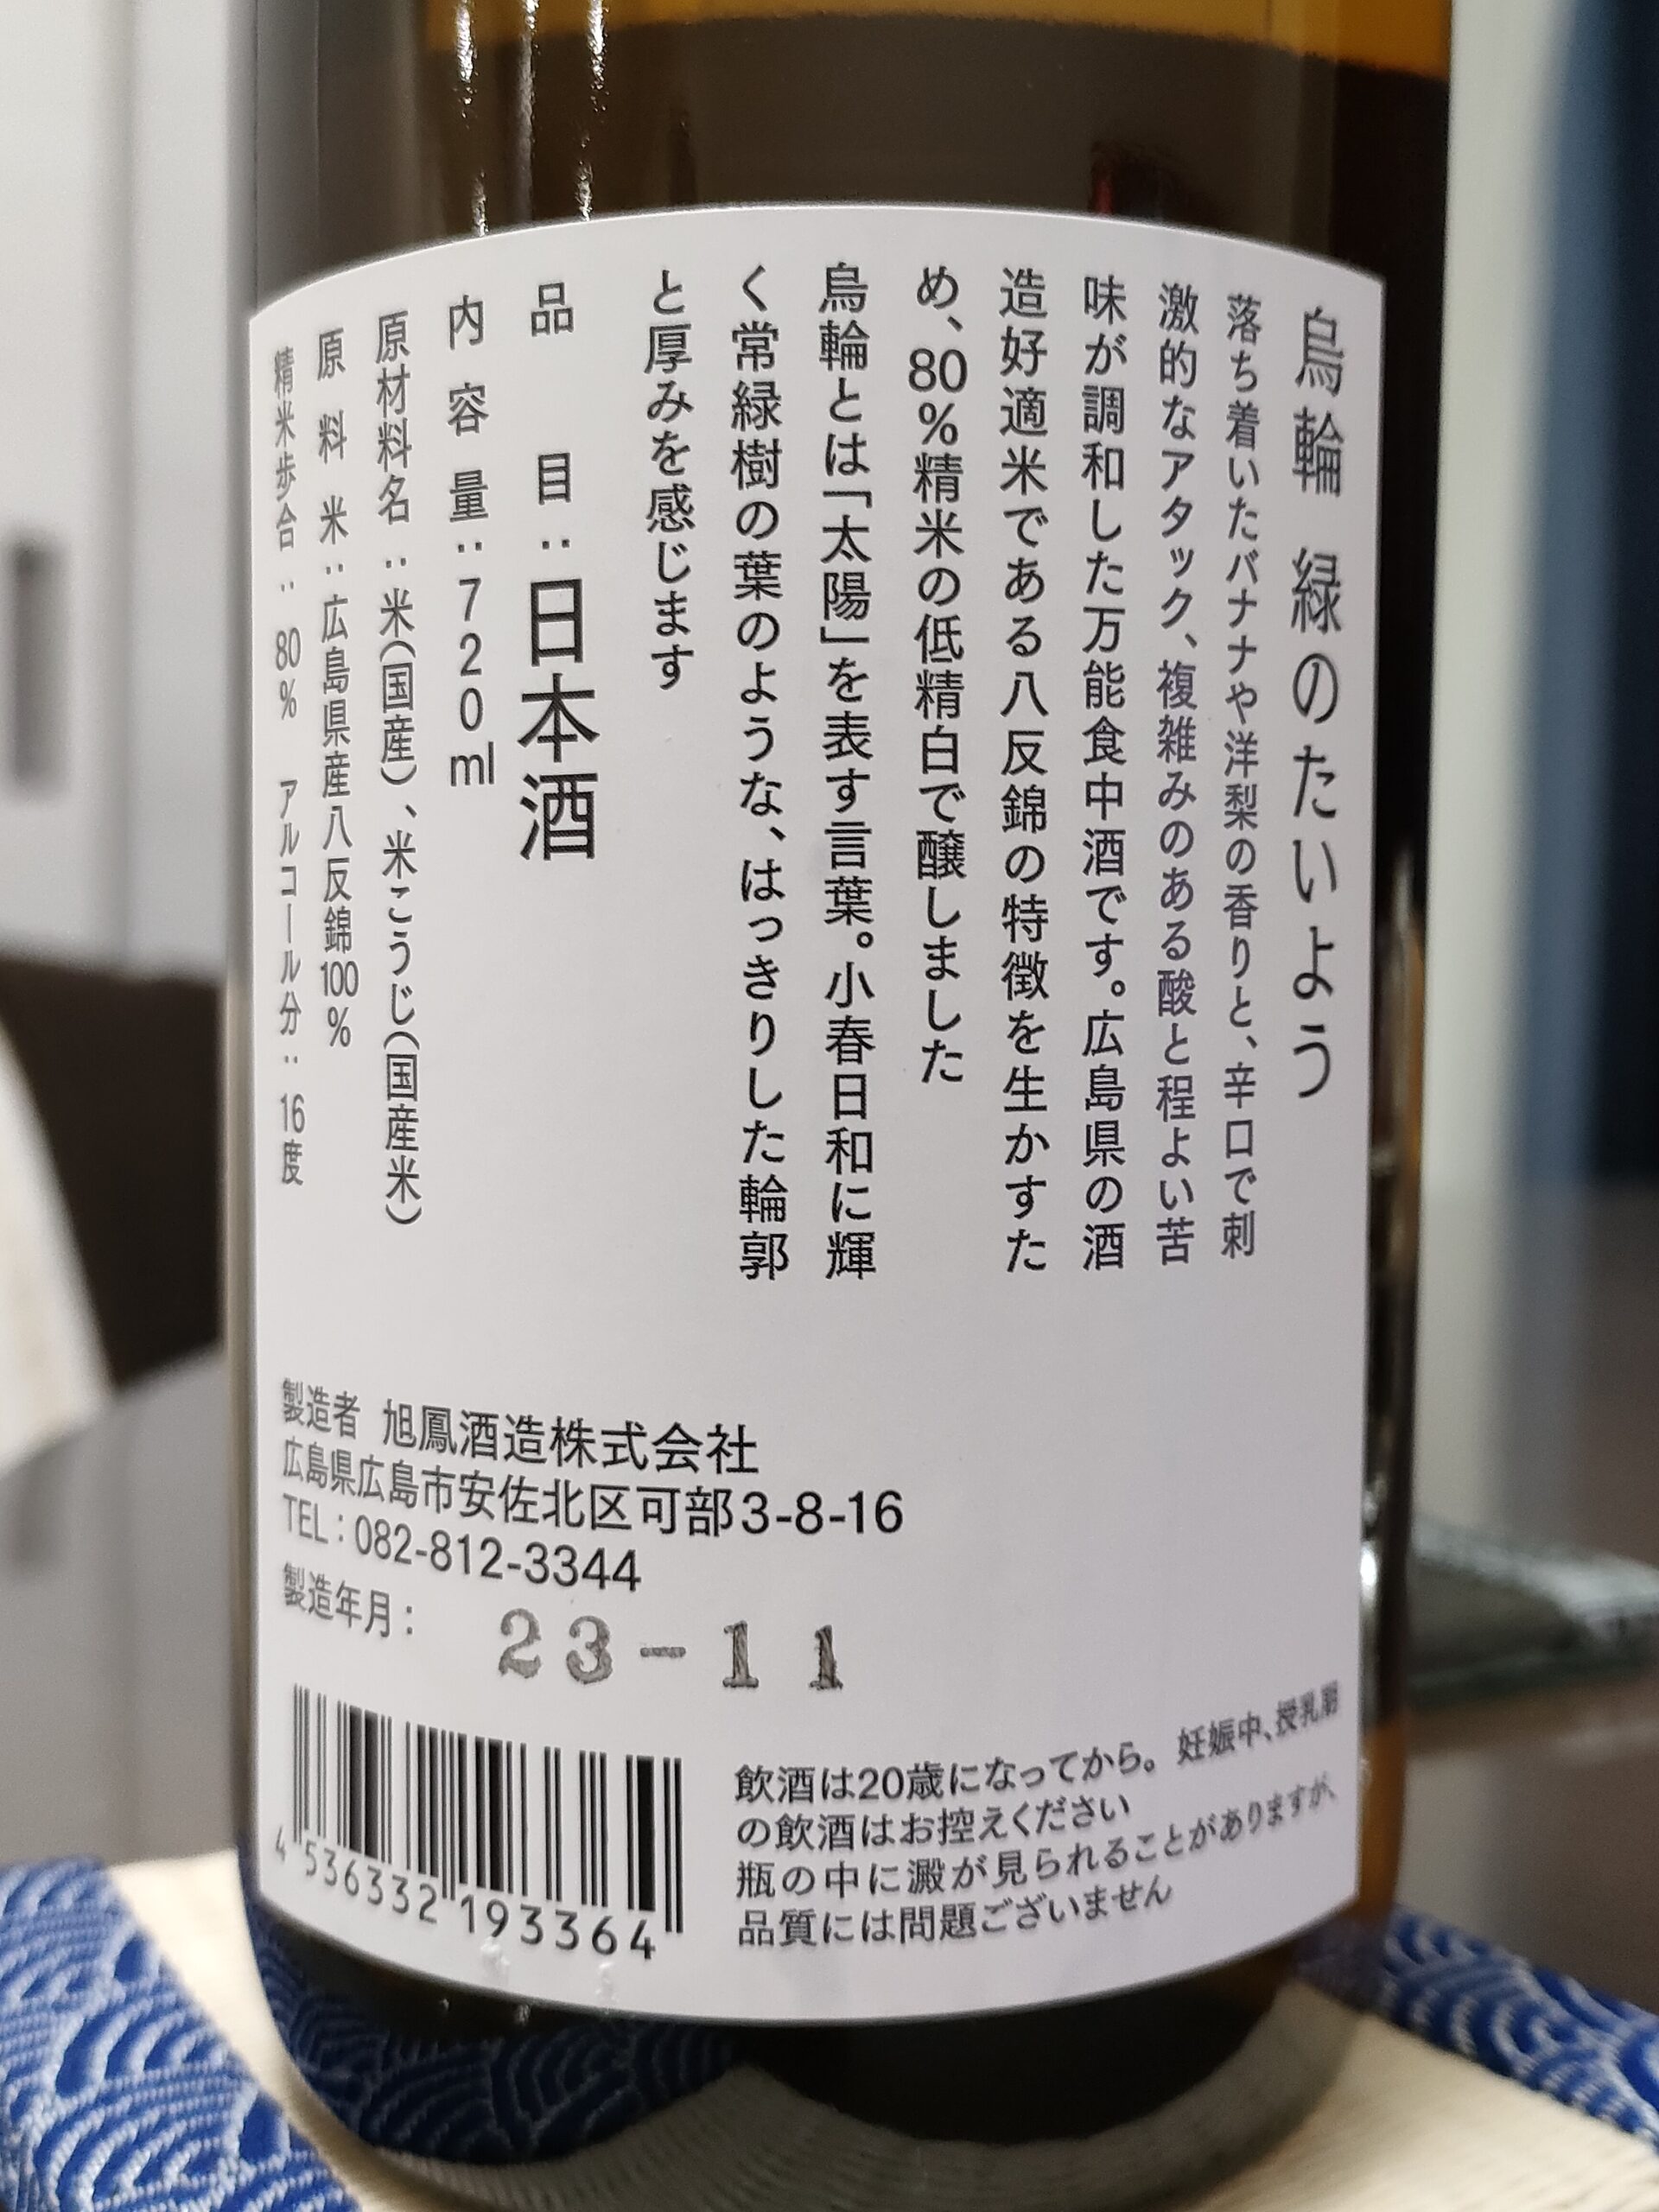 烏輪 緑のたいよう
落ち着いたバナナや洋梨の香りと、辛口で刺
激的なアタック、複雑みのある酸と程よい苦
味が調和した万能食中酒です。広島県の酒
造好適米である八反錦の特徴を生かすた
め、80%精米の低精白で醸しました
烏輪とは「太陽」を表す言葉。小春日和に輝
く常緑樹の葉のような、はっきりした輪郭
と厚みを感じます
品目：日本酒
内容量：720ml
原材料名：米(国産)、米こうじ(国産米)
原料米：広島県産八反錦100%
精米歩合：80% アルコール分：16度
製造者 旭鳳酒造株式会社
広島県広島市安佐北区可部3-8-16
TEL：082-812-3344
製造年月： 23-11
4 536332 193364
飲酒は20歳になってから。妊娠中、授乳期
の飲酒はお控えください
瓶の中に澱が見られることがありますが、
品質には問題ございません